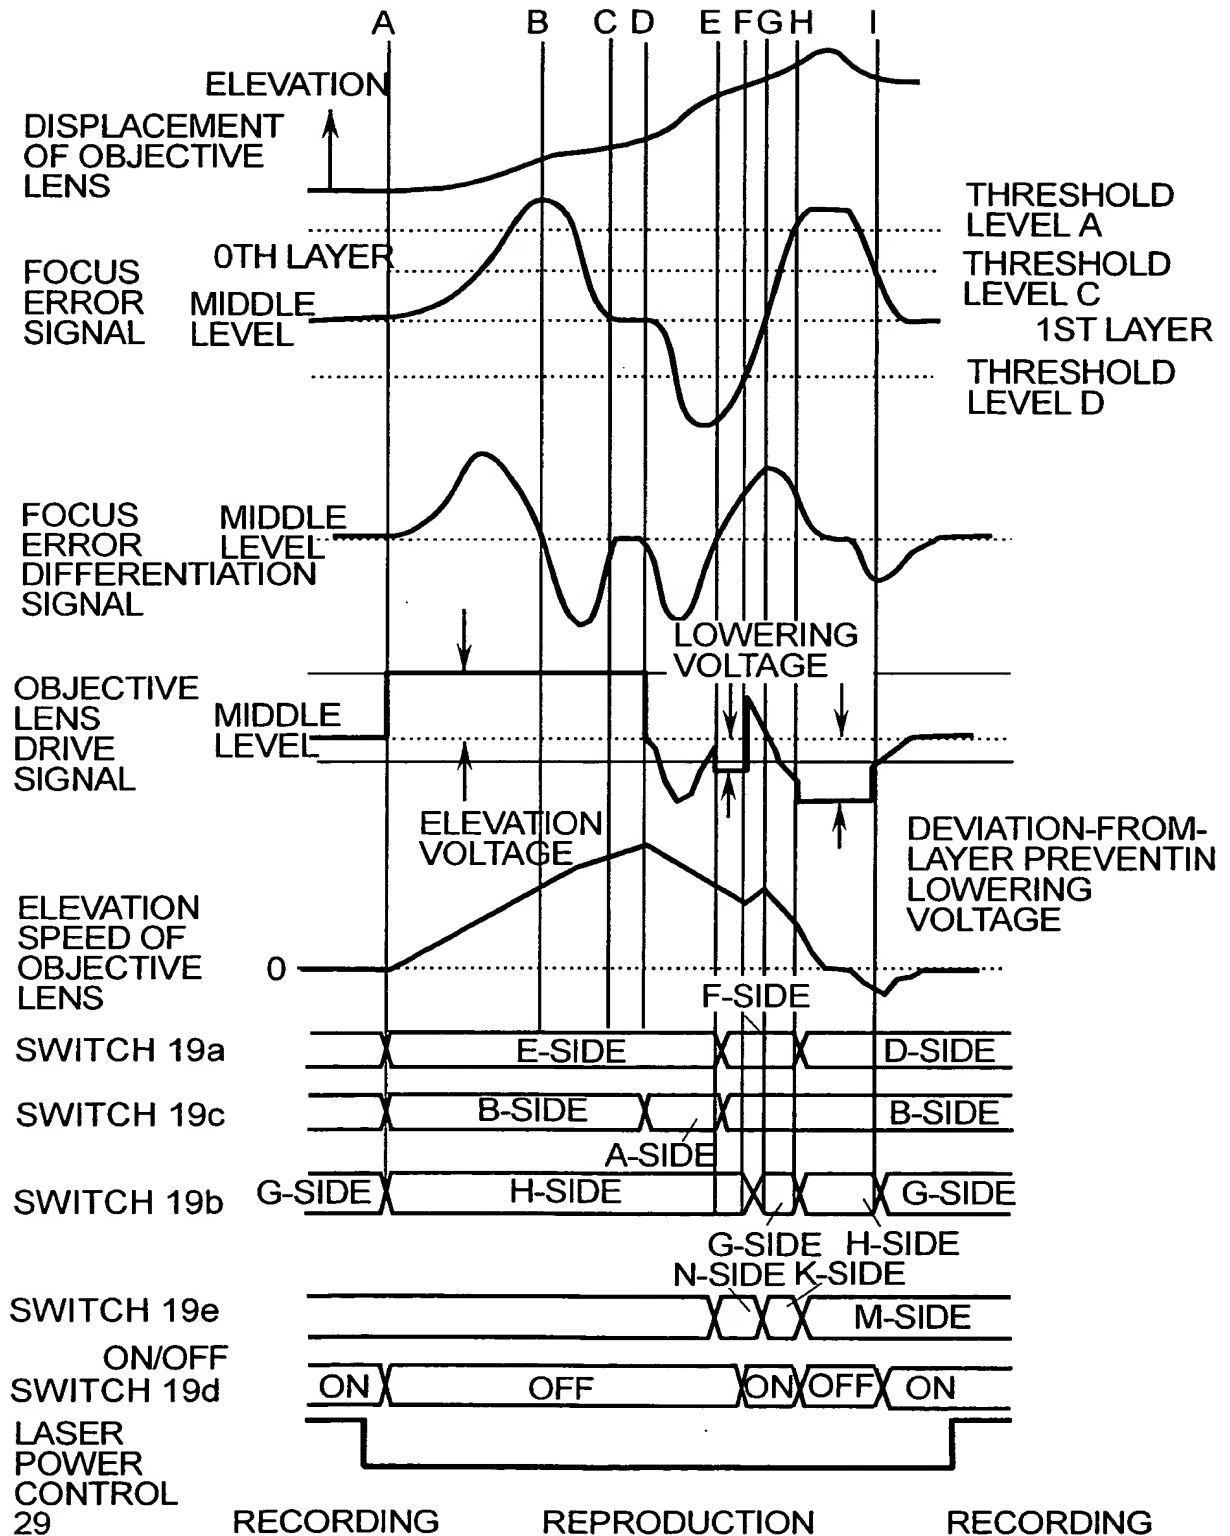 A B C D E F G H I
ELEVATION
DISPLACEMENT
OF OBJECTIVE
LENS
THRESHOLD
LEVEL A
0TH LAYER
FOCUS
ERROR
SIGNAL
MIDDLE
LEVEL
THRESHOLD
LEVEL C
1ST LAYER
THRESHOLD
LEVEL D
FOCUS
ERROR
DIFFERENTIATION
SIGNAL
MIDDLE
LEVEL
LOWERING
VOLTAGE
OBJECTIVE
LENS
DRIVE
SIGNAL
MIDDLE
LEVEL
ELEVATION
VOLTAGE
DEVIATION-FROM-
LAYER PREVENTIN
LOWERING
VOLTAGE
ELEVATION
SPEED OF
OBJECTIVE
LENS
0
F-SIDE
SWITCH 19a
E-SIDE
D-SIDE
SWITCH 19c
B-SIDE
B-SIDE
A-SIDE
SWITCH 19b
G-SIDE
H-SIDE
G-SIDE
G-SIDE H-SIDE
N-SIDE K-SIDE
SWITCH 19e
M-SIDE
ON/OFF
SWITCH 19d
ON OFF ON OFF ON
LASER
POWER
CONTROL
29
RECORDING REPRODUCTION RECORDING